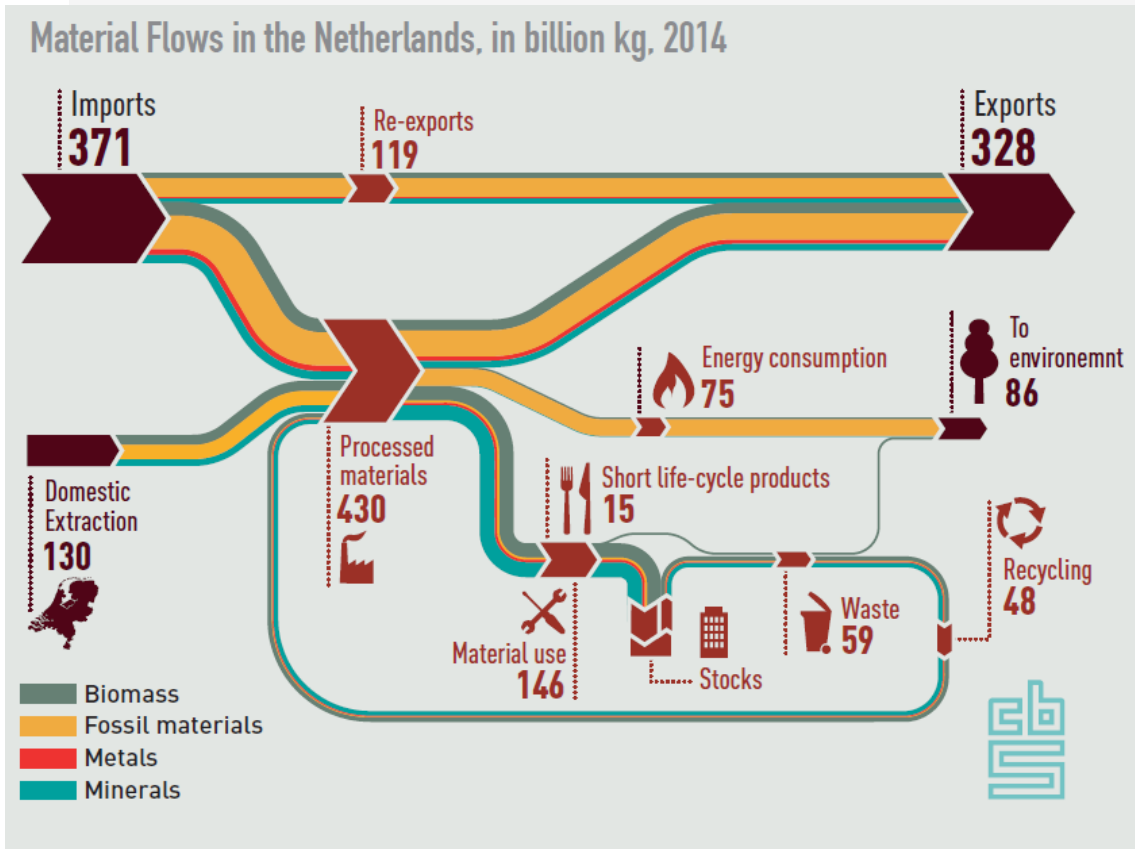 Material Flows in the Netherlands, in billion kg, 2014
Imports
371
Re-exports
119
Exports
328
Energy consumption
75
To
environemnt
86
Domestic
Extraction
130
Processed
materials
430
Short life-cycle products
15
Material use
146
Stocks
Waste
59
Recycling
48
Biomass
Fossil materials
Metals
Minerals
cbs